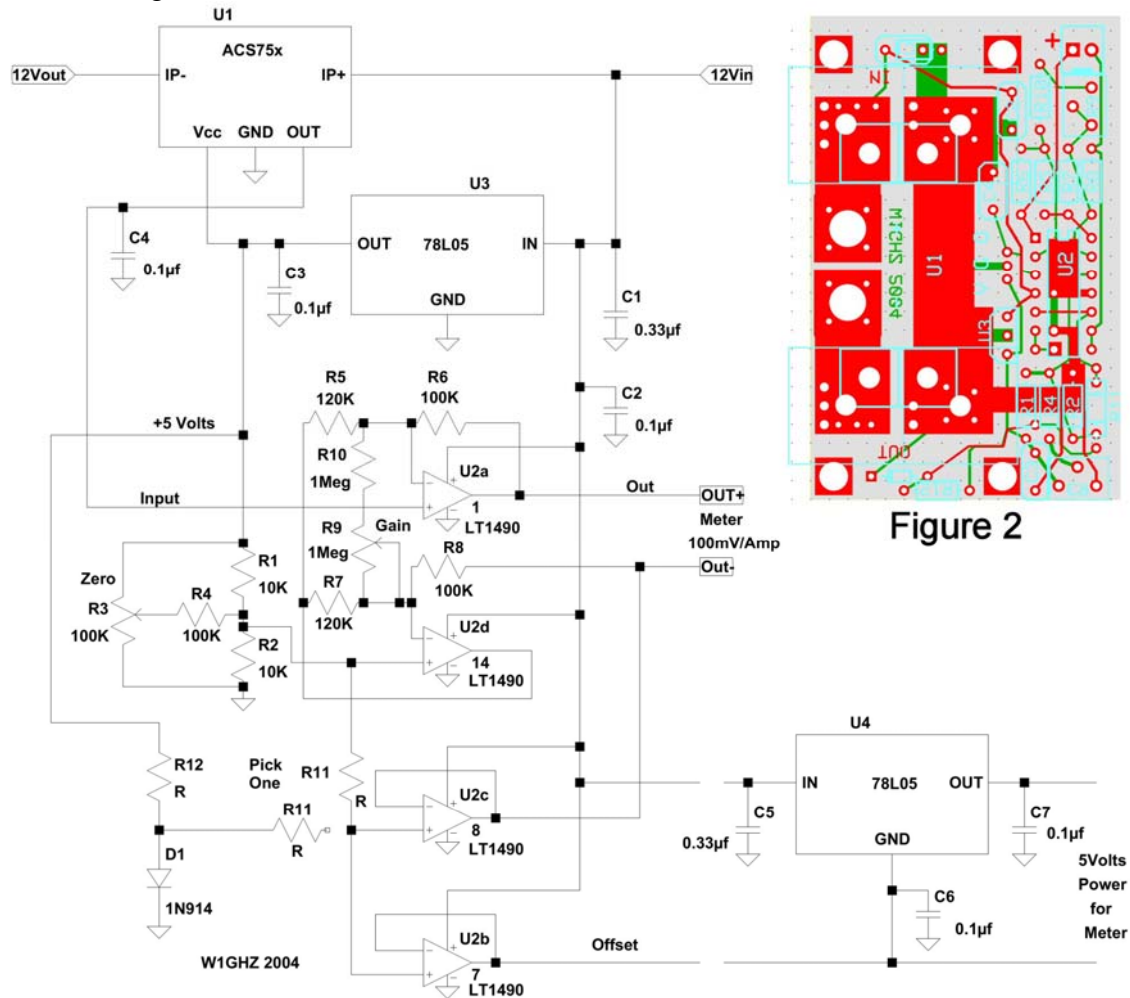 U1
ACS75x
12Vout
IP-
IP+
12Vin
Vcc
GND
OUT
U3
OUT
78L05
IN
GND
C4
0.1µf
C3
0.1µf
C1
0.33µf
C2
0.1µf
R5
120K
R6
100K
+5 Volts
R10
1Meg
U2a
1
LT1490
Input
Out
OUT+
Meter
100mV/Amp
Out-
R9
1Meg
Gain
R8
100K
R1
10K
Zero
R3
100K
R4
100K
R7
120K
R2
10K
U2d
14
LT1490
R12
R
Pick
One
R11
R
R11
R
U2c
8
LT1490
D1
1N914
U2b
7
LT1490
Offset
W1GHZ 2004
U4
IN
78L05
OUT
GND
C5
0.33µf
C7
0.1µf
C6
0.1µf
5Volts
Power
for
Meter
+
IN
W1GHZ 2004
U1
U2
U3
R1
R4
R2
OUT
Figure 2